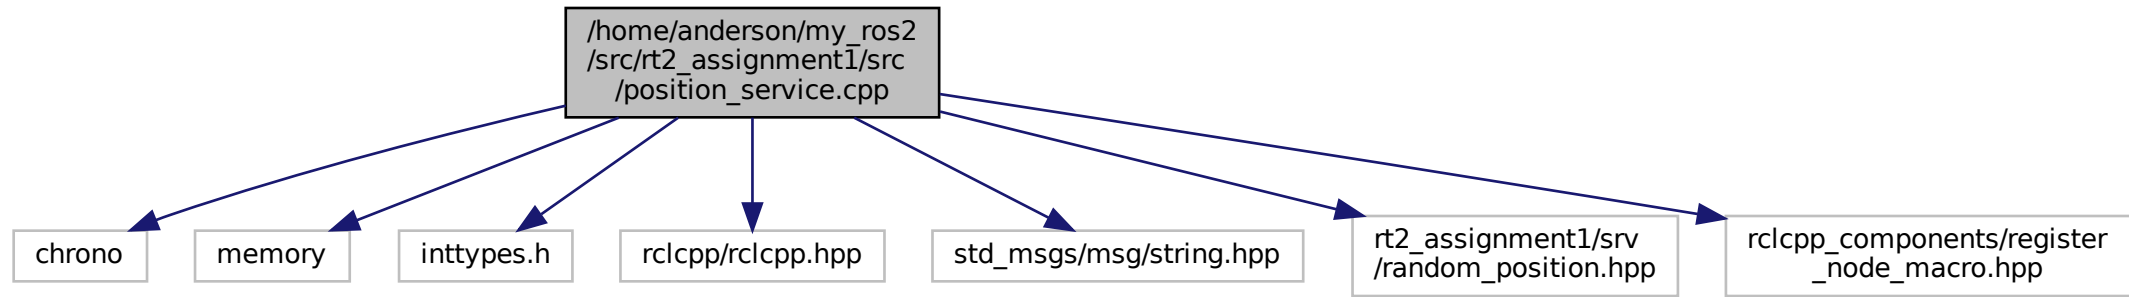 /home/anderson/my_ros2
/src/rt2_assignment1/src
/position_service.cpp
chrono
memory
inttypes.h
rclcpp/rclcpp.hpp
std_msgs/msg/string.hpp
rt2_assignment1/srv
/random_position.hpp
rclcpp_components/register
_node_macro.hpp